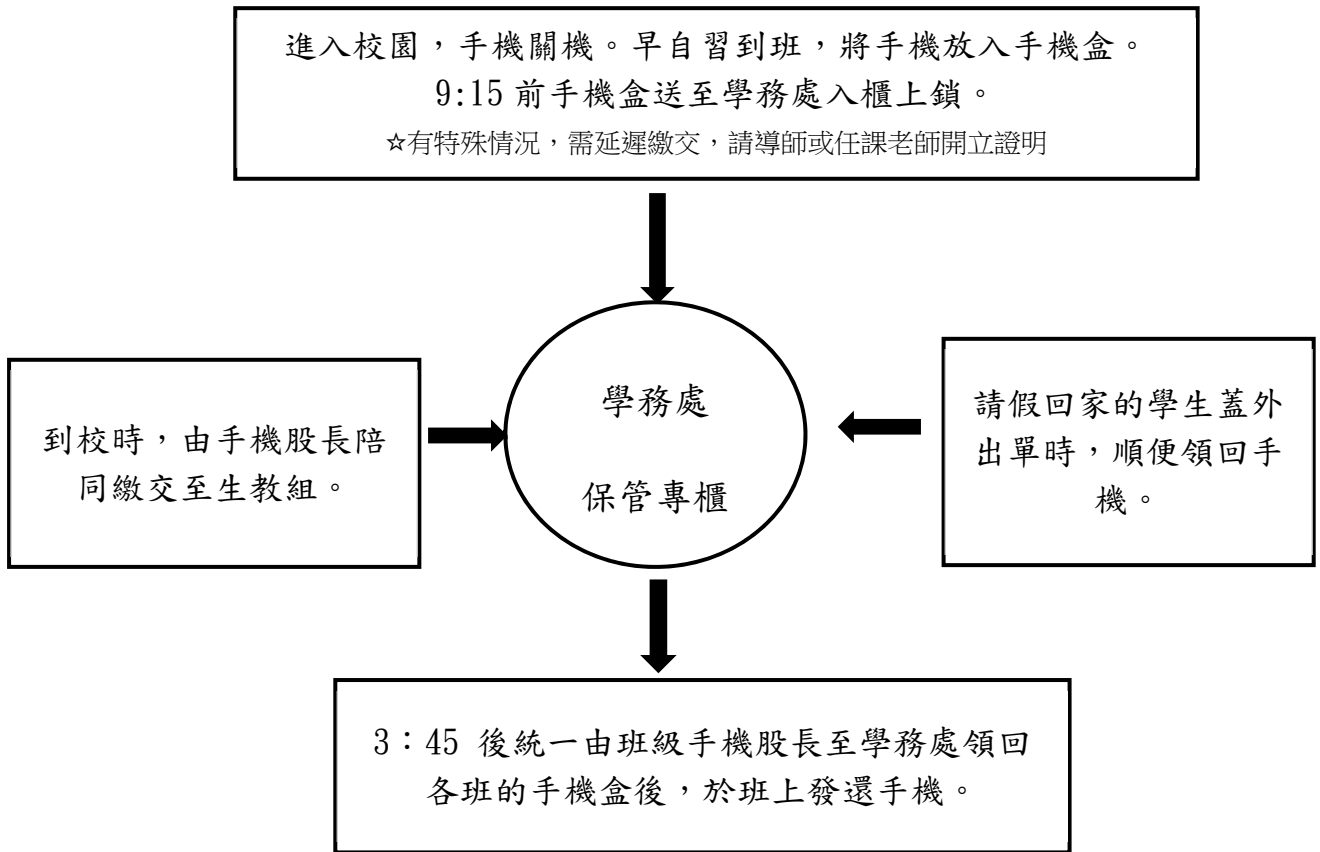 進入校園，手機關機。早自習到班，將手機放入手機盒。
9:15 前手機盒送至學務處入櫃上鎖。
☆有特殊情況，需延遲繳交，請導師或任課老師開立證明
到校時，由手機股長陪
同繳交至生教組。
學務處
保管專櫃
請假回家的學生蓋外
出單時，順便領回手
機。
3：45 後統一由班級手機股長至學務處領回
各班的手機盒後，於班上發還手機。